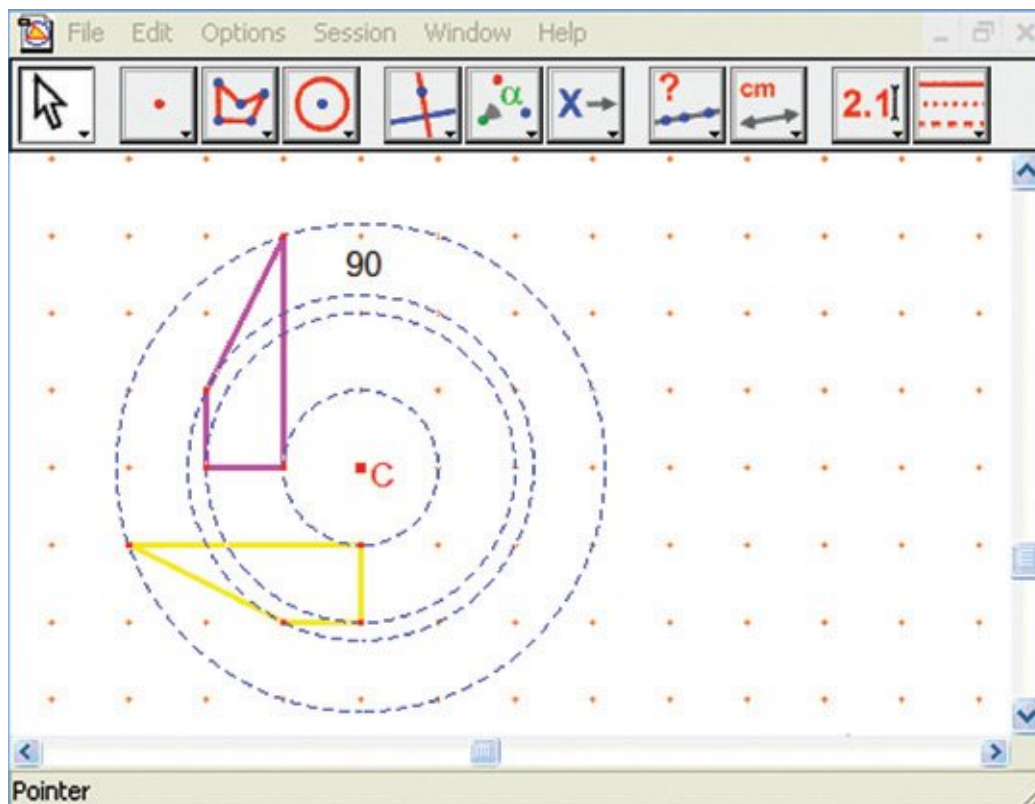 File Edit Options Session Window Help
? cm
α X 2.1
90
C
Pointer